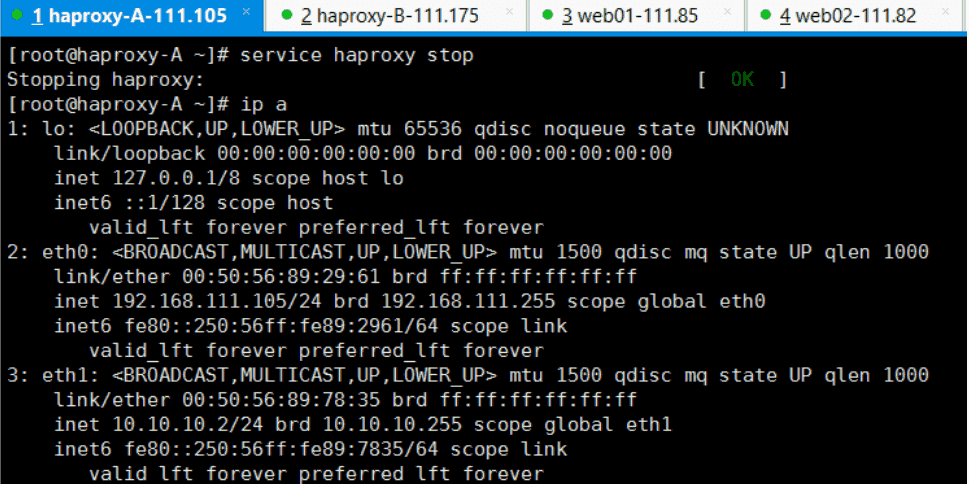 1 haproxy-A-111.105 × 2 haproxy-B-111.175 × 3 web01-111.85 × 4 web02-111.82 ×
[root@haproxy-A ~]# service haproxy stop
Stopping haproxy:                                          [  OK  ]
[root@haproxy-A ~]# ip a
1: lo: <LOOPBACK,UP,LOWER_UP> mtu 65536 qdisc noqueue state UNKNOWN
    link/loopback 00:00:00:00:00:00 brd 00:00:00:00:00:00
    inet 127.0.0.1/8 scope host lo
    inet6 ::1/128 scope host
       valid_lft forever preferred_lft forever
2: eth0: <BROADCAST,MULTICAST,UP,LOWER_UP> mtu 1500 qdisc mq state UP qlen 1000
    link/ether 00:50:56:89:29:61 brd ff:ff:ff:ff:ff:ff
    inet 192.168.111.105/24 brd 192.168.111.255 scope global eth0
    inet6 fe80::250:56ff:fe89:2961/64 scope link
       valid_lft forever preferred_lft forever
3: eth1: <BROADCAST,MULTICAST,UP,LOWER_UP> mtu 1500 qdisc mq state UP qlen 1000
    link/ether 00:50:56:89:78:35 brd ff:ff:ff:ff:ff:ff
    inet 10.10.10.2/24 brd 10.10.10.255 scope global eth1
    inet6 fe80::250:56ff:fe89:7835/64 scope link
       valid_lft forever preferred_lft forever